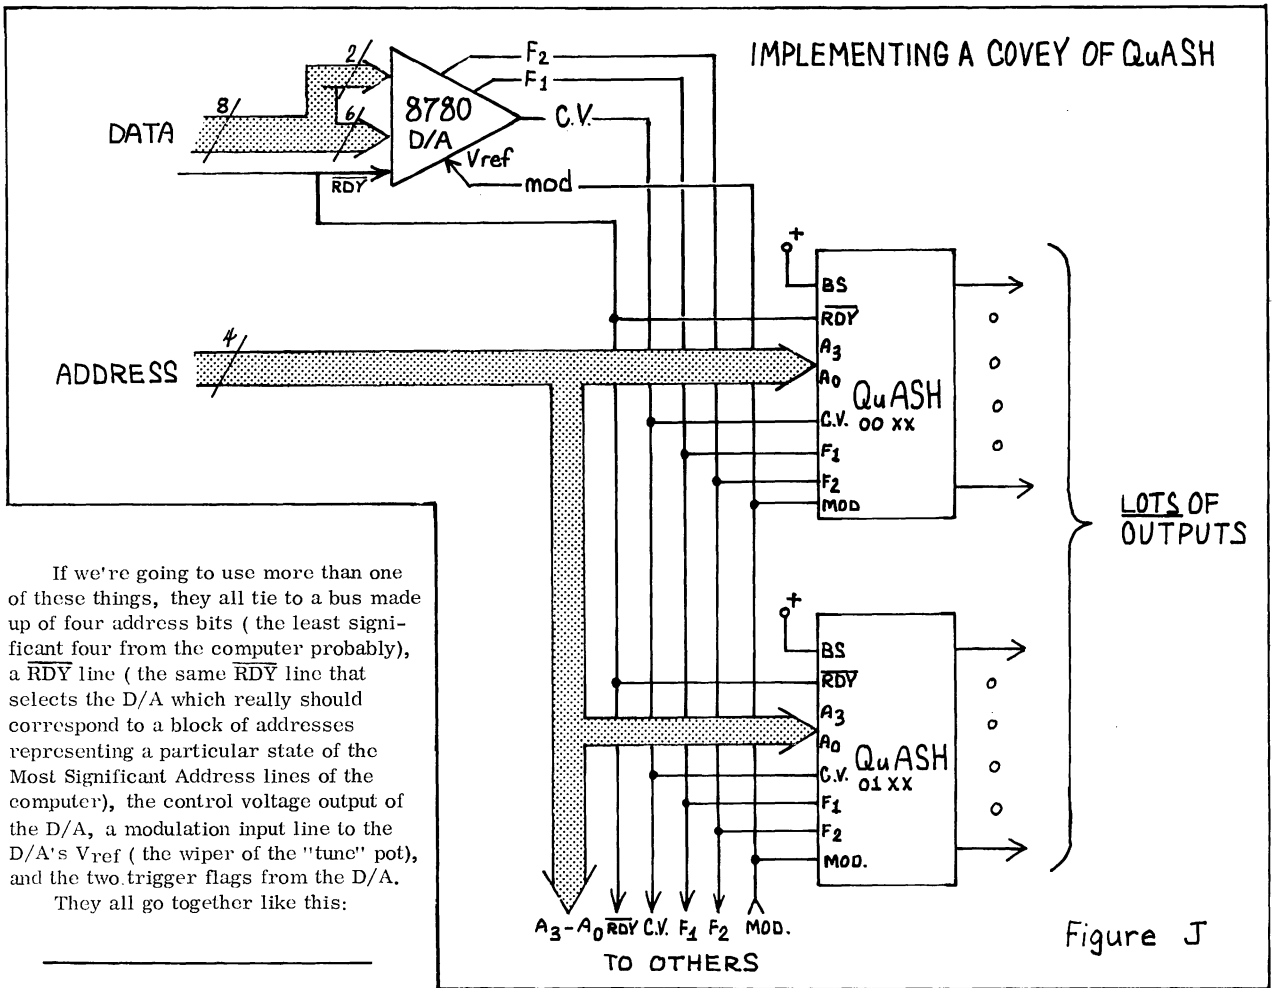 IMPLEMENTING A COVEY OF QuASH
DATA
8
2
6
RDY
8780
D/A
Vref
F2
F1
C.V.
mod
ADDRESS
4
+
BS
RDY
A3
A0
C.V.
F1
F2
MOD
QuASH
00 XX
+
BS
RDY
A3
A0
C.V.
F1
F2
MOD.
QuASH
01 XX
LOTS OF
OUTPUTS
A3-A0 RDY C.V. F1 F2 MOD.
TO OTHERS
Figure J
If we're going to use more than one
of these things, they all tie to a bus made
up of four address bits ( the least signi-
ficant four from the computer probably),
a RDY line ( the same RDY line that
selects the D/A which really should
correspond to a block of addresses
representing a particular state of the
Most Significant Address lines of the
computer), the control voltage output of
the D/A, a modulation input line to the
D/A's Vref ( the wiper of the "tune" pot),
and the two trigger flags from the D/A.
They all go together like this: